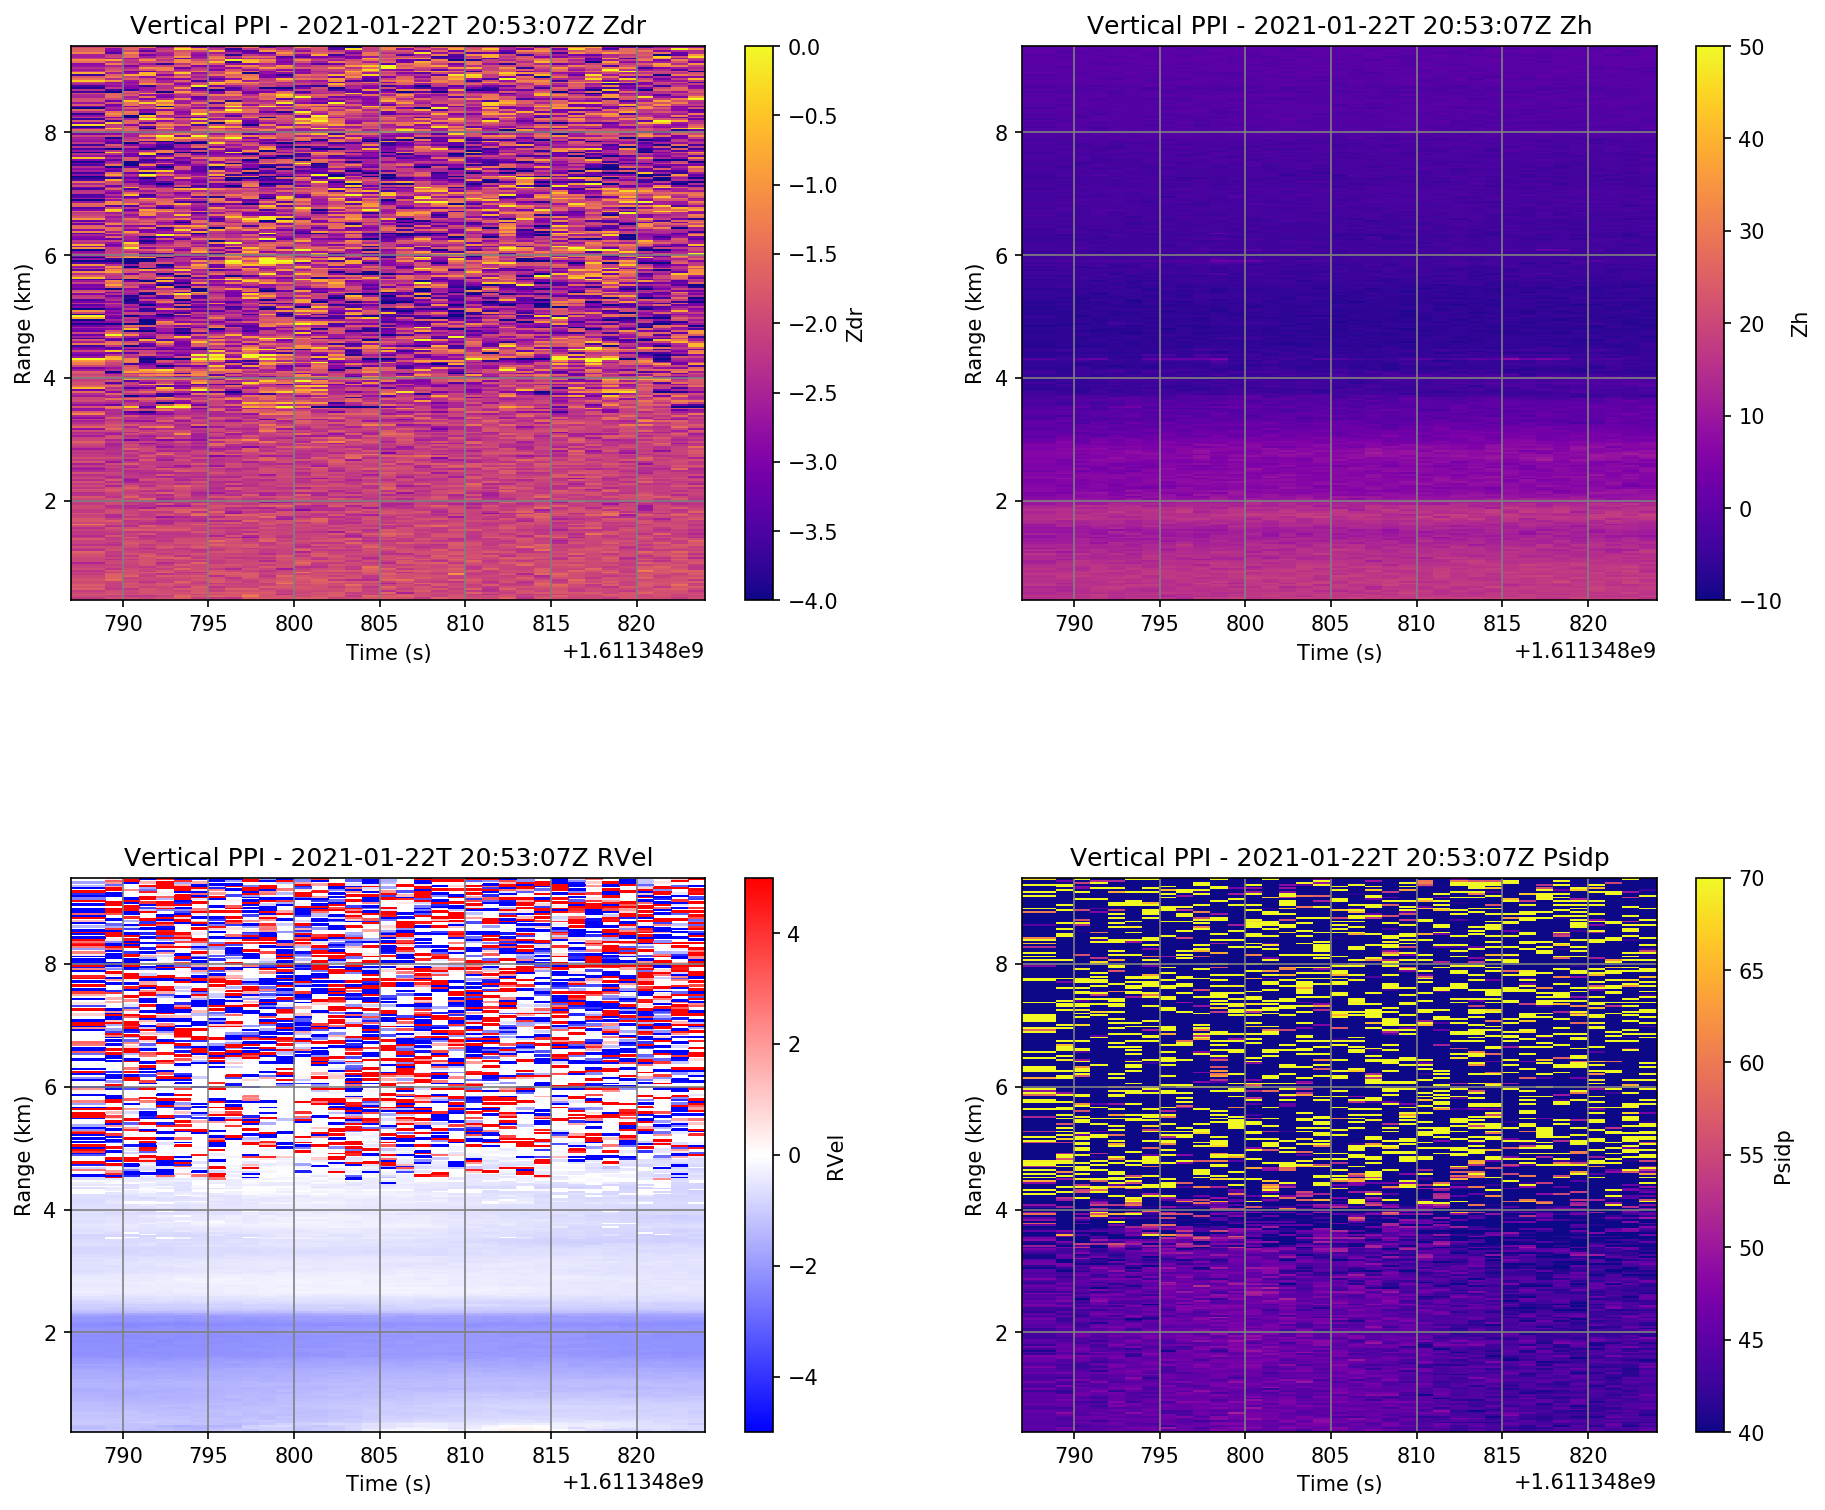 Vertical PPI - 2021-01-22T 20:53:07Z Zdr
Range (km)
8
6
4
2
790 795 800 805 810 815 820
Time (s)
+1.611348e9
0.0
−0.5
−1.0
−1.5
−2.0
−2.5
−3.0
−3.5
−4.0
Zdr
Vertical PPI - 2021-01-22T 20:53:07Z Zh
Range (km)
8
6
4
2
790 795 800 805 810 815 820
Time (s)
+1.611348e9
50
40
30
20
10
0
−10
Zh
Vertical PPI - 2021-01-22T 20:53:07Z RVel
Range (km)
8
6
4
2
790 795 800 805 810 815 820
Time (s)
+1.611348e9
4
2
0
−2
−4
RVel
Vertical PPI - 2021-01-22T 20:53:07Z Psidp
Range (km)
8
6
4
2
790 795 800 805 810 815 820
Time (s)
+1.611348e9
70
65
60
55
50
45
40
Psidp